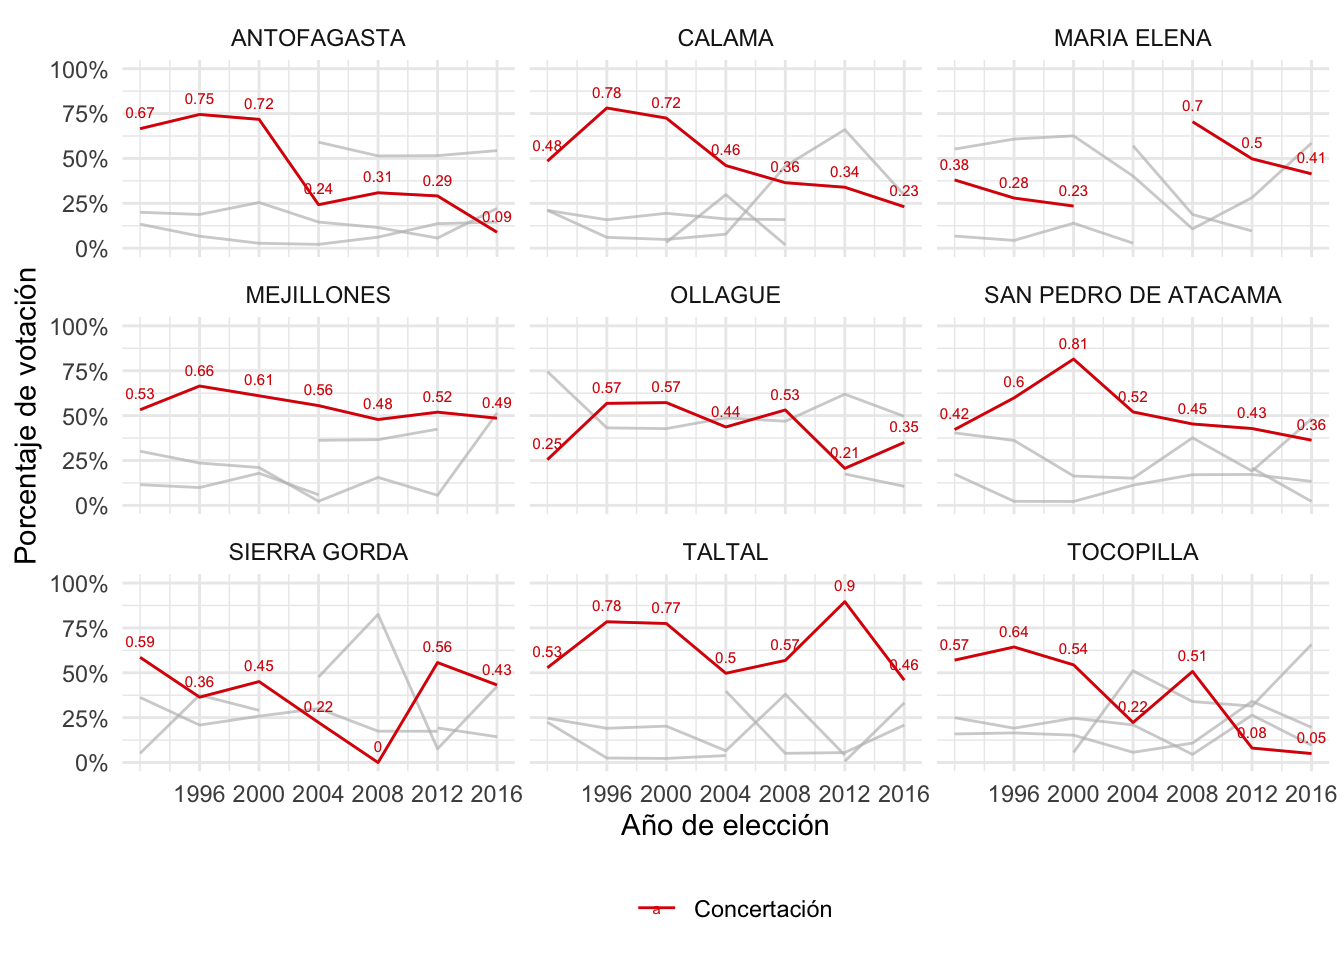 ANTOFAGASTA CALAMA MARIA ELENA
100%
75%
50%
25%
0%
0.67 0.75 0.72 0.24 0.31 0.29 0.09
0.48 0.78 0.72 0.46 0.36 0.34 0.23
0.38 0.28 0.23 0.7 0.5 0.41
MEJILLONES OLLAGUE SAN PEDRO DE ATACAMA
100%
75%
50%
25%
0%
0.53 0.66 0.61 0.56 0.48 0.52 0.49
0.25 0.57 0.57 0.44 0.53 0.21 0.35
0.42 0.6 0.81 0.52 0.45 0.43 0.36
SIERRA GORDA TALTAL TOCOPILLA
100%
75%
50%
25%
0%
0.59 0.36 0.45 0.22 0 0.56 0.43
0.53 0.78 0.77 0.5 0.57 0.9 0.46
0.57 0.64 0.54 0.22 0.51 0.08 0.05
1996 2000 2004 2008 2012 2016 1996 2000 2004 2008 2012 2016 1996 2000 2004 2008 2012 2016
Porcentaje de votación
Año de elección
a Concertación